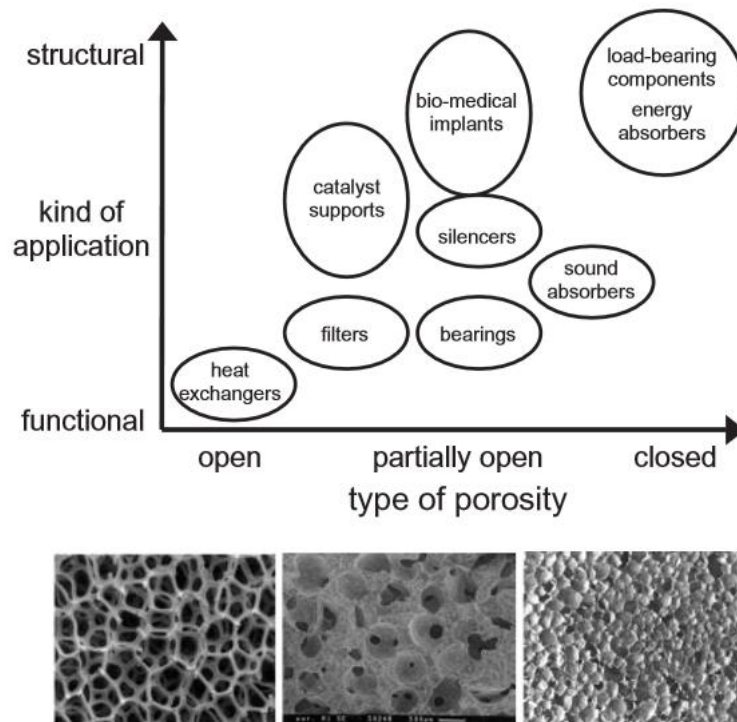 structural
load-bearing
components
energy
absorbers
bio-medical
implants
catalyst
supports
kind of
application
silencers
sound
absorbers
filters
bearings
heat
exchangers
functional
open
partially open
closed
type of porosity